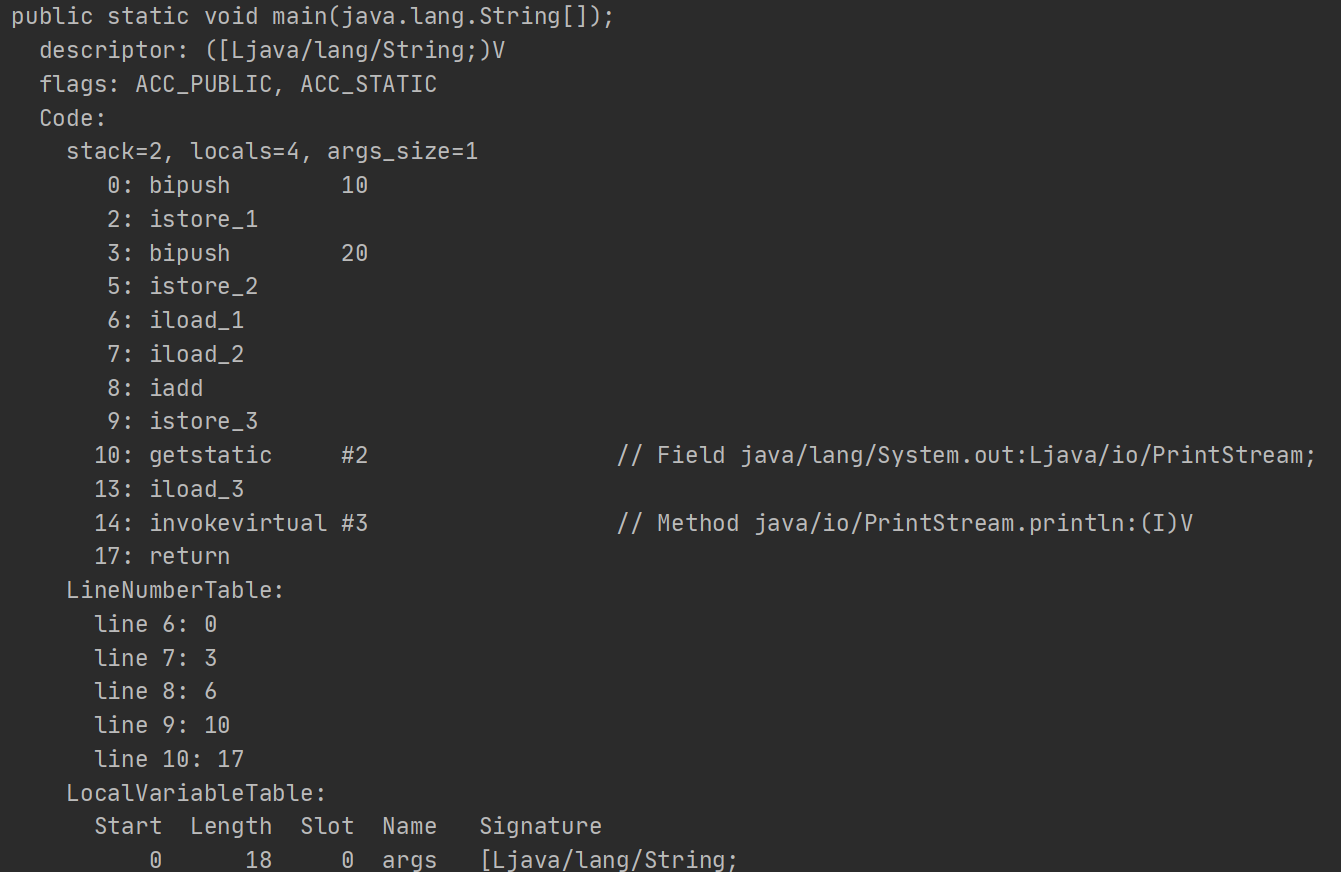 public static void main(java.lang.String[]);
descriptor: ([Ljava/lang/String;)V
flags: ACC_PUBLIC, ACC_STATIC
Code:
stack=2, locals=4, args_size=1
0: bipush 10
2: istore_1
3: bipush 20
5: istore_2
6: iload_1
7: iload_2
8: iadd
9: istore_3
10: getstatic #2 // Field java/lang/System.out:Ljava/io/PrintStream;
13: iload_3
14: invokevirtual #3 // Method java/io/PrintStream.println:(I)V
17: return
LineNumberTable:
line 6: 0
line 7: 3
line 8: 6
line 9: 10
line 10: 17
LocalVariableTable:
Start Length Slot Name Signature
0 18 0 args [Ljava/lang/String;